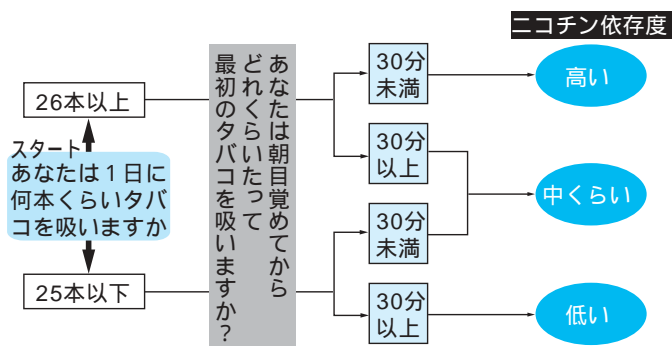 ニコチン依存度
スタート
あなたは１日に
何本くらいタバ
コを吸いますか
26本以上
25本以下
あなたは朝目覚めてから
どれくらいたって
最初のタバコを吸いますか？
30分
未満
30分
以上
30分
未満
30分
以上
高い
中くらい
低い